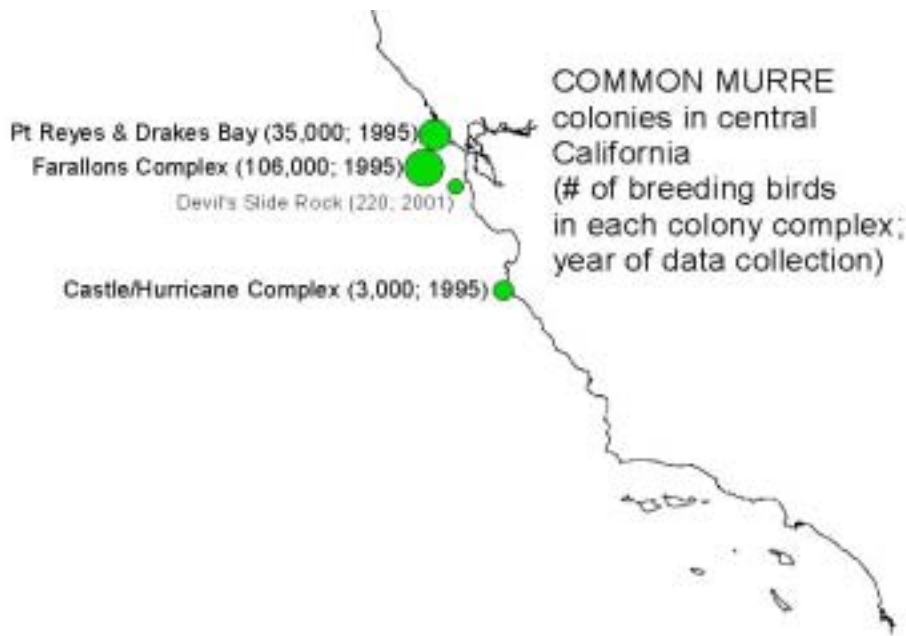 COMMON MURRE
colonies in central
California
(# of breeding birds
in each colony complex;
year of data collection)
Pt Reyes & Drakes Bay (35,000; 1995)
Farallons Complex (106,000; 1995)
Devil's Slide Rock (220; 2001)
Castle/Hurricane Complex (3,000; 1995)